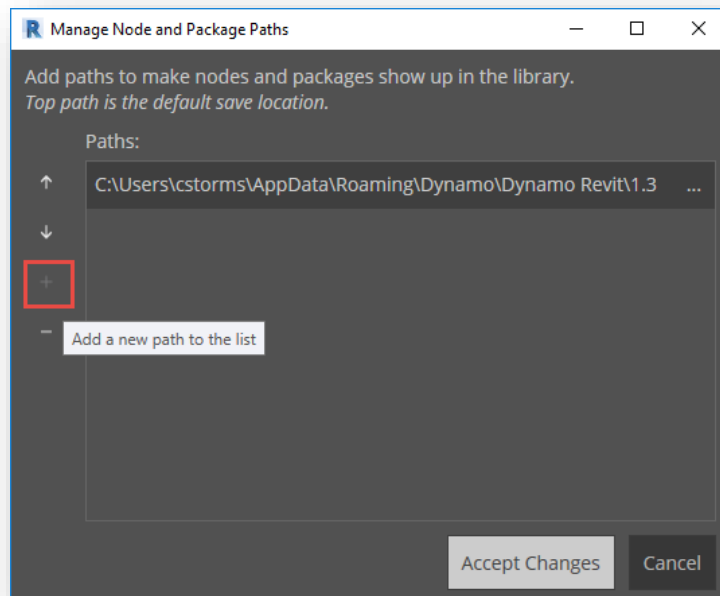 Manage Node and Package Paths
Add paths to make nodes and packages show up in the library.
Top path is the default save location.
Paths:
C:\Users\cstorms\AppData\Roaming\Dynamo\Dynamo Revit\1.3 ...
Add a new path to the list
Accept Changes Cancel